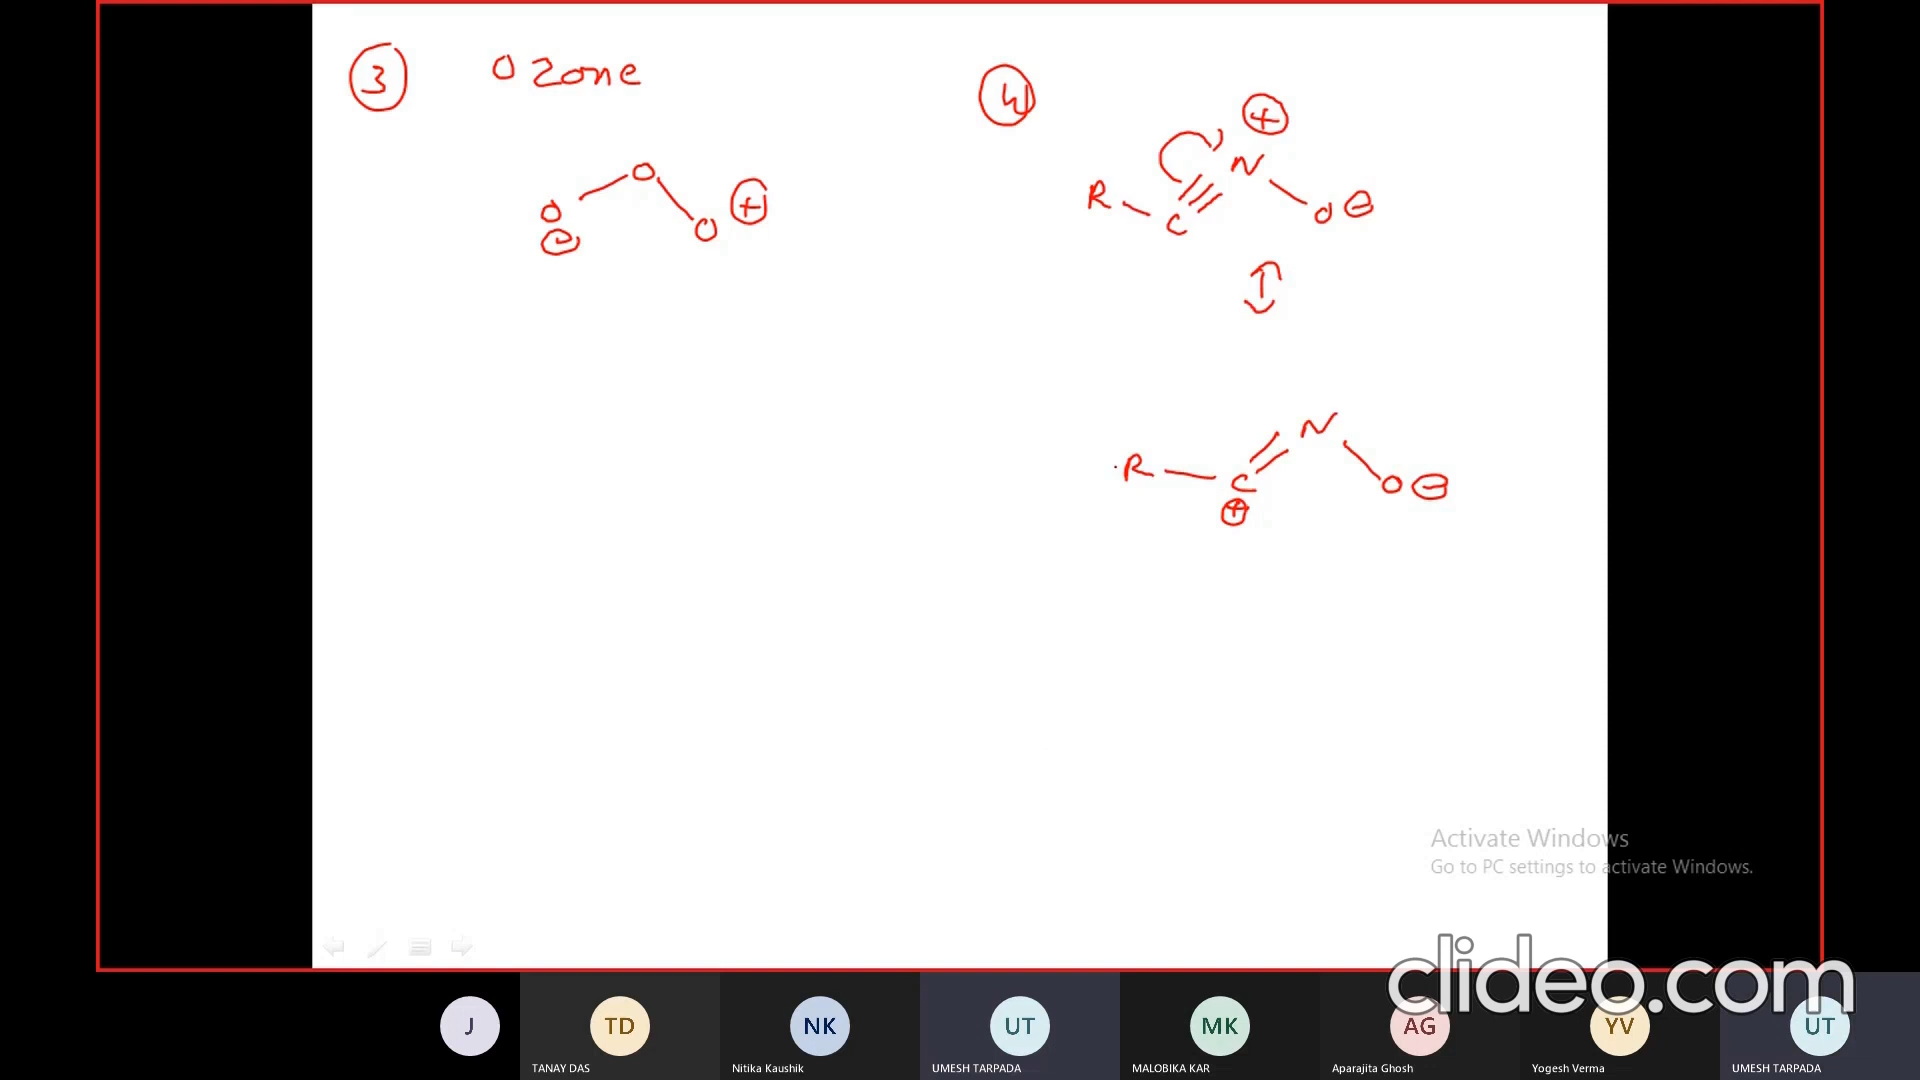 3 Ozone
O O O ⊕
⊖
4
⊕
R C N O ⊖
R C N O ⊖
⊕
Activate Windows
Go to PC settings to activate Windows.
clideo.com
J TD NK UT MK AG YV UT
TANAY DAS Nitika Kaushik UMESH TARPADA MALOBIKA KAR Aparajita Ghosh Yogesh Verma UMESH TARPADA